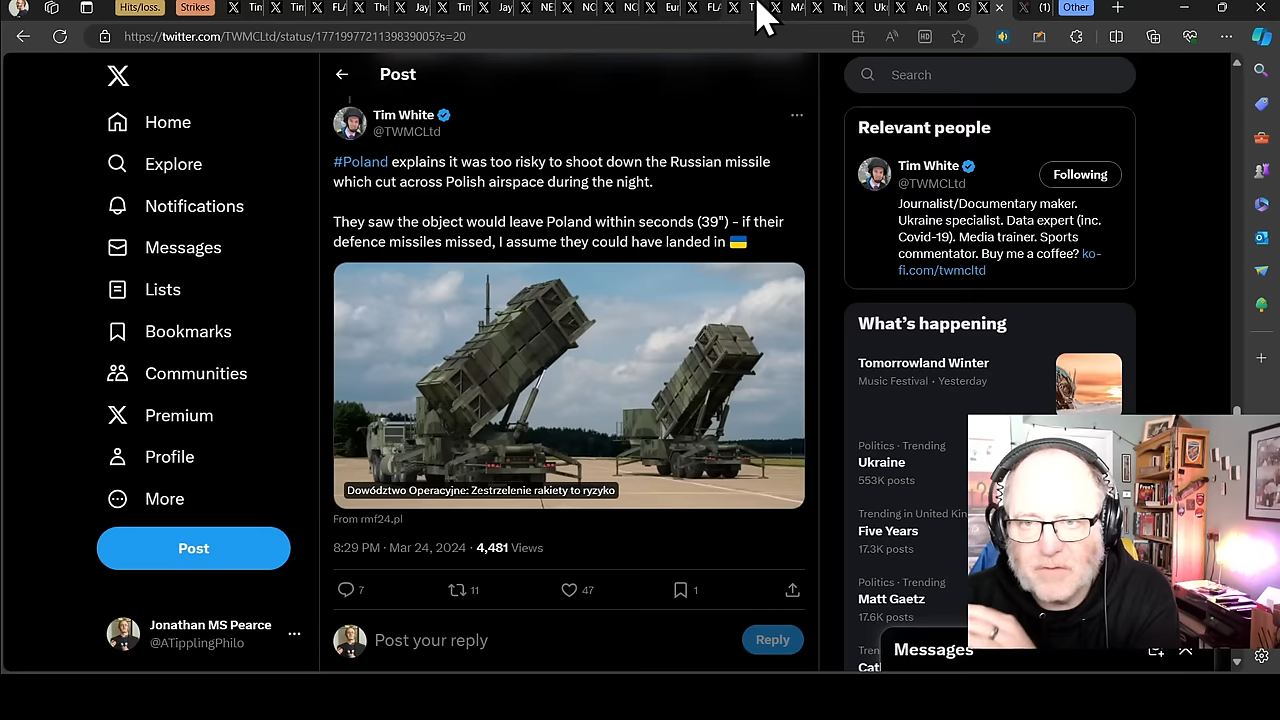 Hits/loss.
Strikes
Other
https://twitter.com/TWMCLtd/status/1771997721139839005?s=20
Home
Explore
Notifications
Messages
Lists
Bookmarks
Communities
Premium
Profile
More
Post
Jonathan MS Pearce
@ATipplingPhilo
Post
Tim White
@TWMCLtd
#Poland explains it was too risky to shoot down the Russian missile
which cut across Polish airspace during the night.
They saw the object would leave Poland within seconds (39") - if their
defence missiles missed, I assume they could have landed in
Dowództwo Operacyjne: Zestrzelenie rakiety to ryzyko
From rmf24.pl
8:29 PM · Mar 24, 2024 · 4,481 Views
7
11
47
1
Post your reply
Reply
Search
Relevant people
Tim White
@TWMCLtd
Following
Journalist/Documentary maker.
Ukraine specialist. Data expert (inc.
Covid-19). Media trainer. Sports
commentator. Buy me a coffee? ko-
fi.com/twmcltd
What's happening
Tomorrowland Winter
Music Festival · Yesterday
Politics · Trending
Ukraine
553K posts
Trending in United Kin
Five Years
17.3K posts
Politics · Trending
Matt Gaetz
17.6K posts
Messages